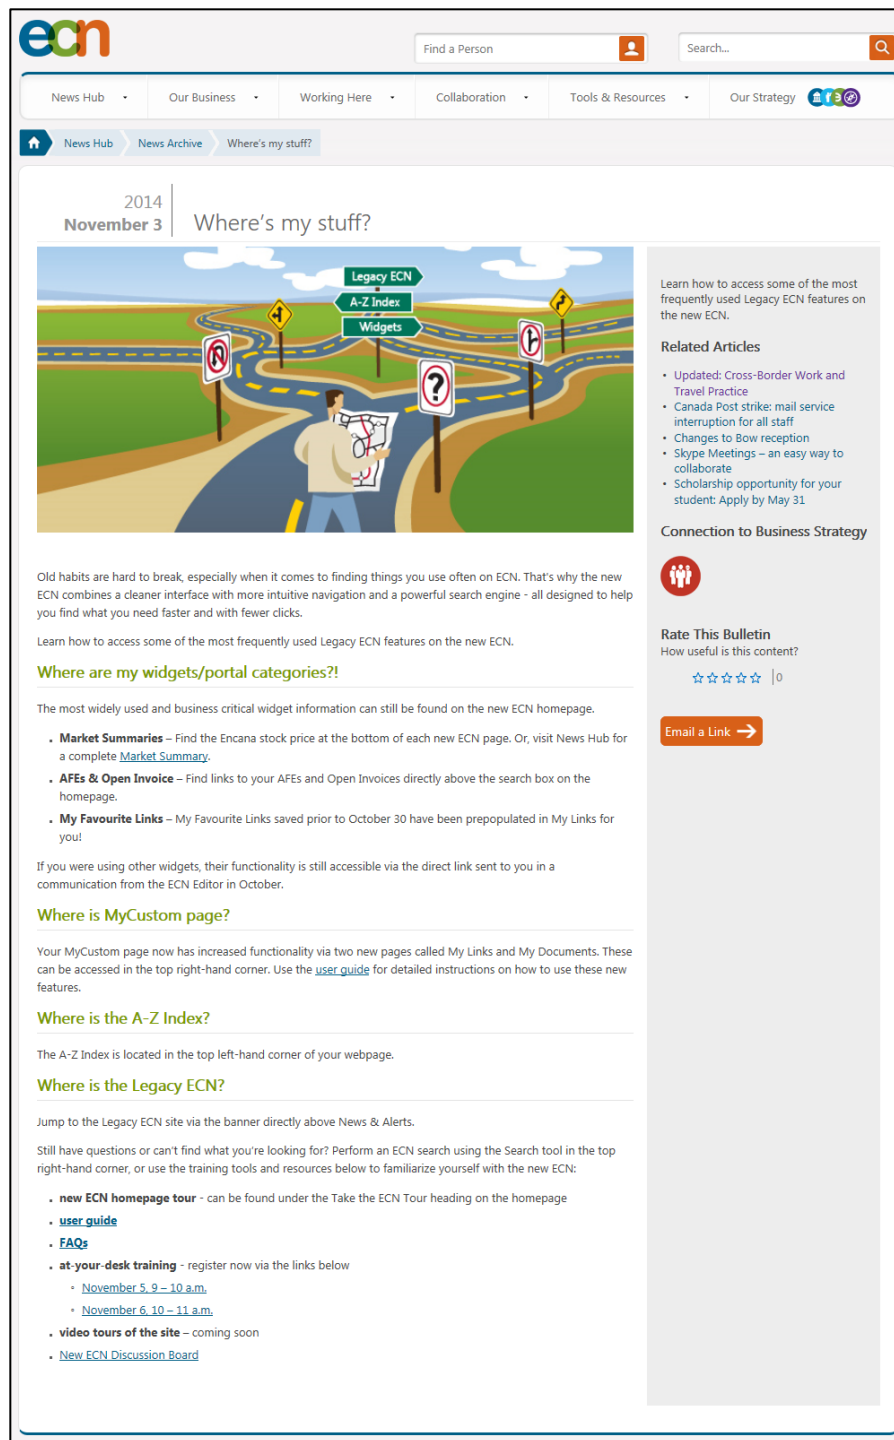 ecn
Find a Person
Search...
News Hub
Our Business
Working Here
Collaboration
Tools & Resources
Our Strategy
News Hub
News Archive
Where's my stuff?
2014
November 3
Where's my stuff?
Legacy ECN
A-Z Index
Widgets
?
Old habits are hard to break, especially when it comes to finding things you use often on ECN. That's why the new
ECN combines a cleaner interface with more intuitive navigation and a powerful search engine - all designed to help
you find what you need faster and with fewer clicks.
Learn how to access some of the most frequently used Legacy ECN features on the new ECN.
Where are my widgets/portal categories?!
The most widely used and business critical widget information can still be found on the new ECN homepage.
Market Summaries – Find the Encana stock price at the bottom of each new ECN page. Or, visit News Hub for
a complete Market Summary.
AFEs & Open Invoice – Find links to your AFEs and Open Invoices directly above the search box on the
homepage.
My Favourite Links – My Favourite Links saved prior to October 30 have been prepopulated in My Links for
you!
If you were using other widgets, their functionality is still accessible via the direct link sent to you in a
communication from the ECN Editor in October.
Where is MyCustom page?
Your MyCustom page now has increased functionality via two new pages called My Links and My Documents. These
can be accessed in the top right-hand corner. Use the user guide for detailed instructions on how to use these new
features.
Where is the A-Z Index?
The A-Z Index is located in the top left-hand corner of your webpage.
Where is the Legacy ECN?
Jump to the Legacy ECN site via the banner directly above News & Alerts.
Still have questions or can't find what you're looking for? Perform an ECN search using the Search tool in the top
right-hand corner, or use the training tools and resources below to familiarize yourself with the new ECN:
new ECN homepage tour - can be found under the Take the ECN Tour heading on the homepage
user guide
FAQs
at-your-desk training - register now via the links below
November 5, 9 – 10 a.m.
November 6, 10 – 11 a.m.
video tours of the site – coming soon
New ECN Discussion Board
Learn how to access some of the most
frequently used Legacy ECN features on
the new ECN.
Related Articles
Updated: Cross-Border Work and
Travel Practice
Canada Post strike: mail service
interruption for all staff
Changes to Bow reception
Skype Meetings – an easy way to
collaborate
Scholarship opportunity for your
student: Apply by May 31
Connection to Business Strategy
Rate This Bulletin
How useful is this content?
0
Email a Link